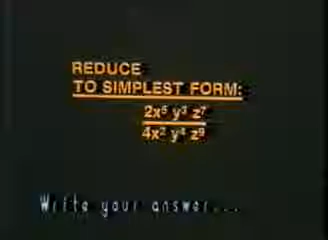 REDUCE
TO SIMPLEST FORM:
2x⁵ y³ z⁷
4x² y⁴ z⁹
Write your answer...